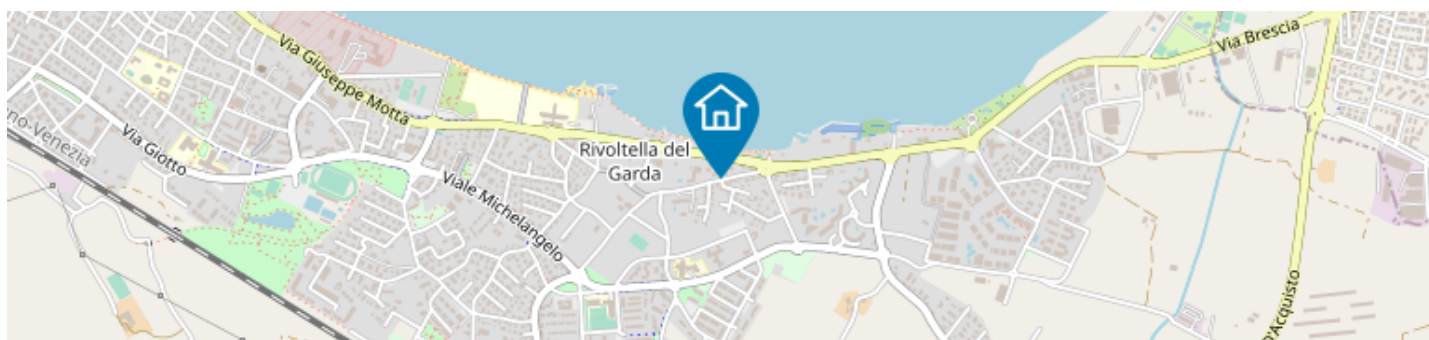 Via Brescia
Via Giuseppe Motta
no-Venezia
Via Giotto
Rivoltella del
Garda
Viale Michelangelo
D'Acquisto